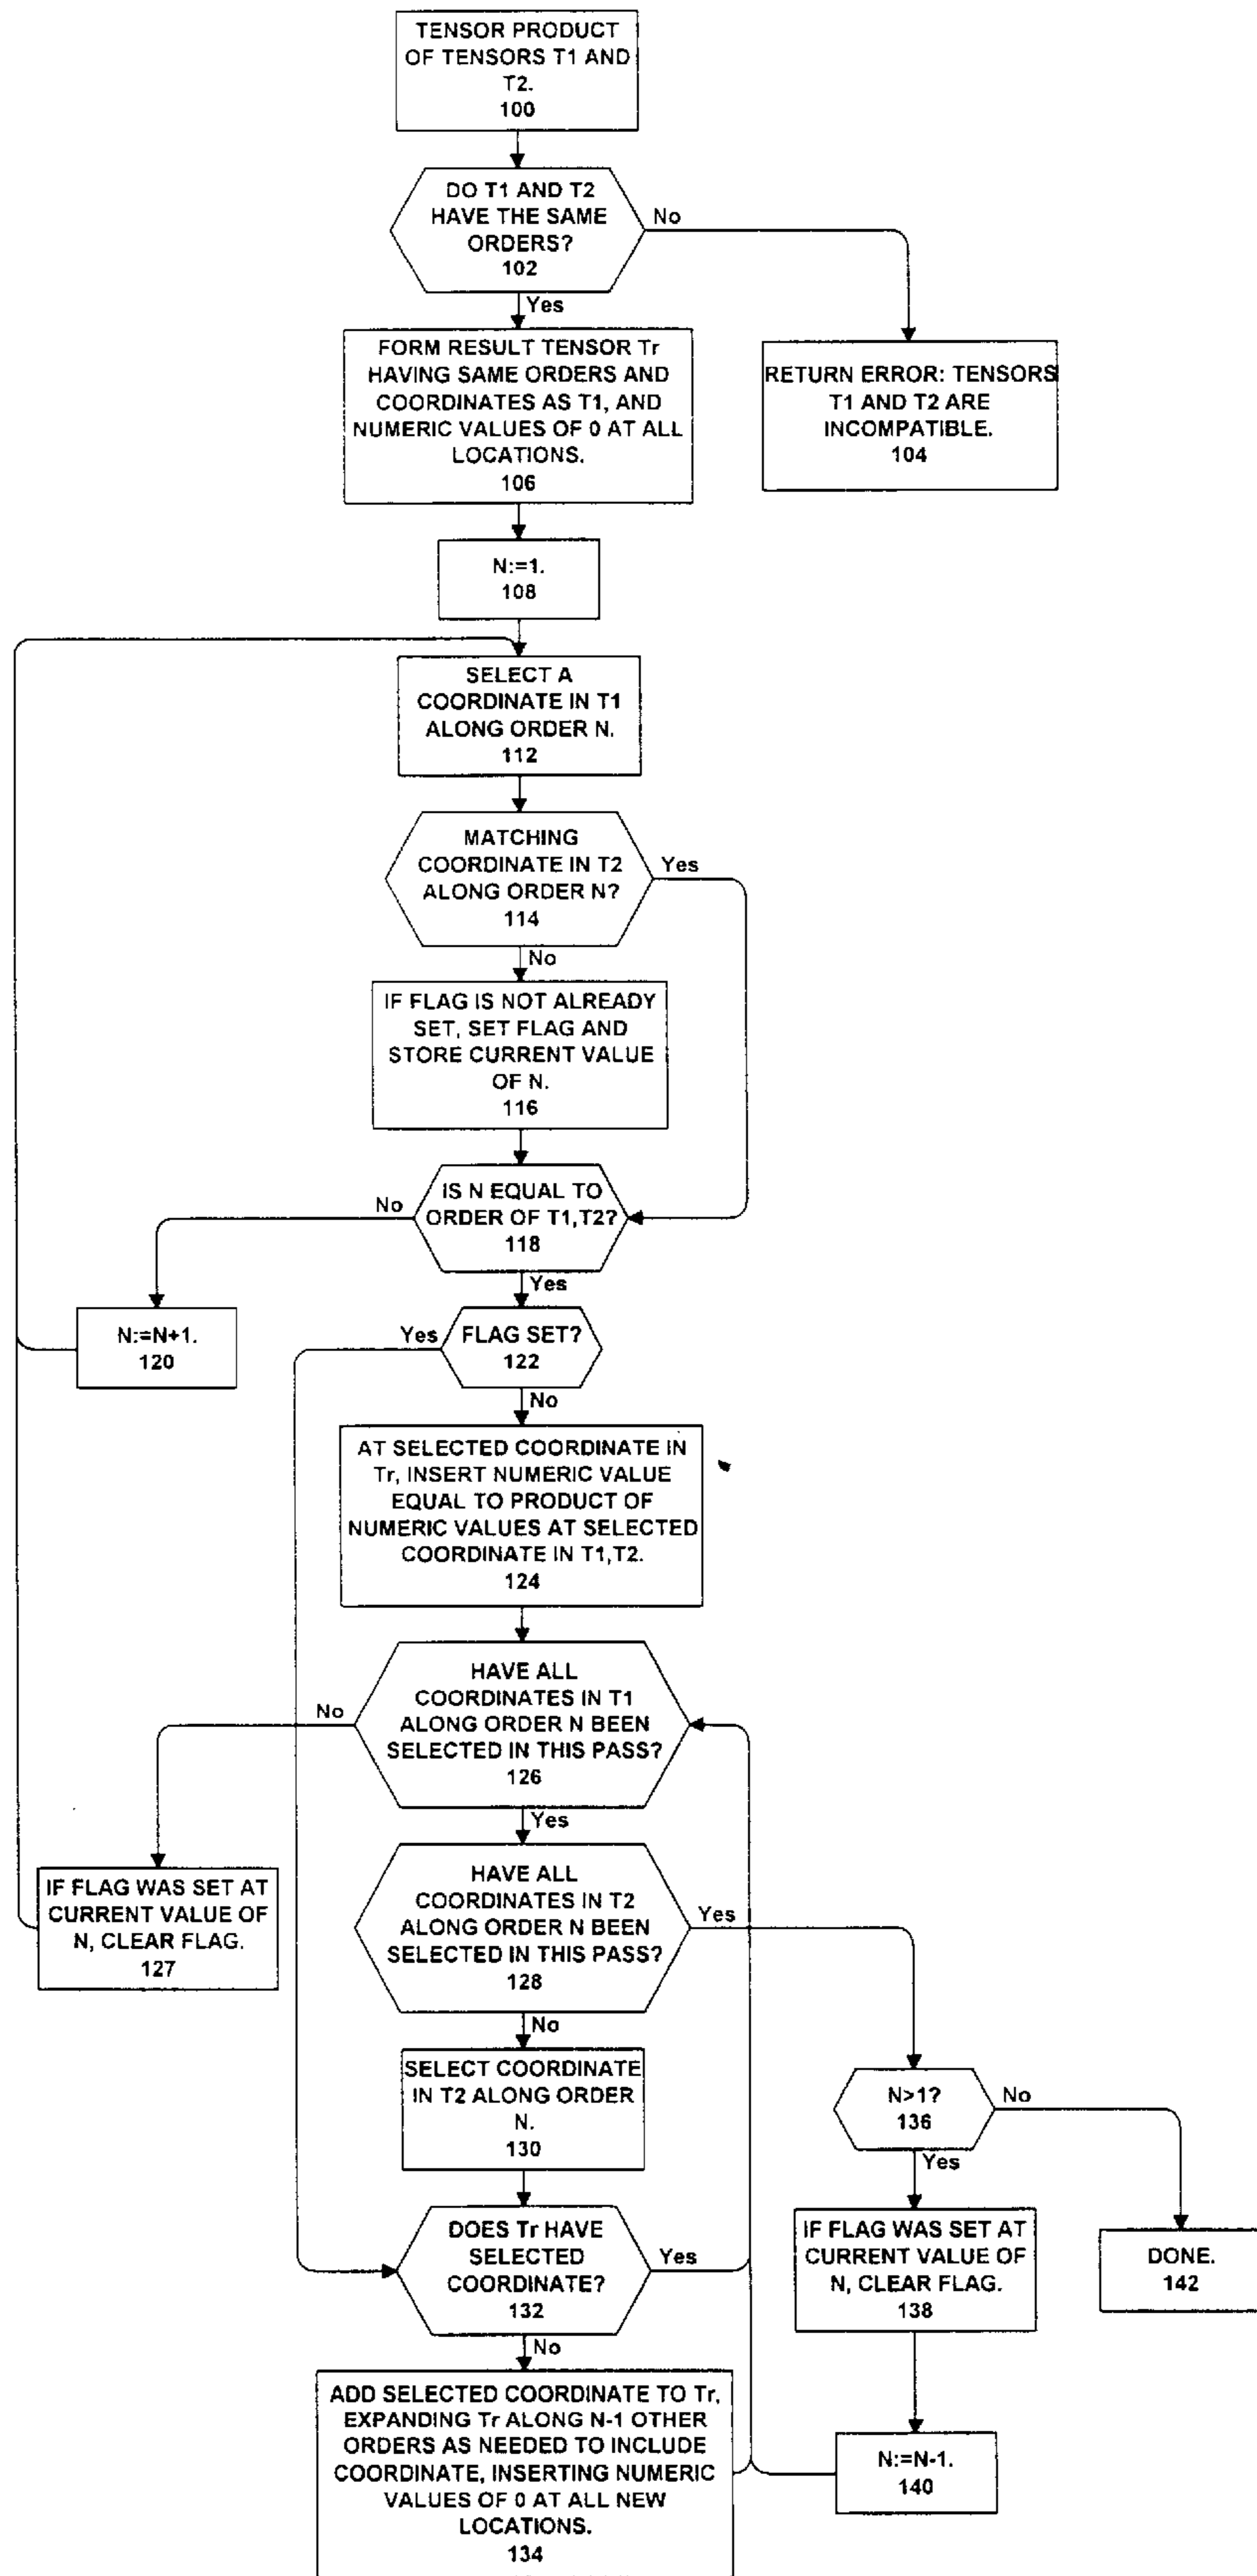 TENSOR PRODUCT
OF TENSORS T1 AND
T2.
100
DO T1 AND T2
HAVE THE SAME
ORDERS?
102
No
Yes
FORM RESULT TENSOR Tr
HAVING SAME ORDERS AND
COORDINATES AS T1, AND
NUMERIC VALUES OF 0 AT ALL
LOCATIONS.
106
RETURN ERROR: TENSORS
T1 AND T2 ARE
INCOMPATIBLE.
104
N:=1.
108
SELECT A
COORDINATE IN T1
ALONG ORDER N.
112
MATCHING
COORDINATE IN T2
ALONG ORDER N?
114
Yes
No
IF FLAG IS NOT ALREADY
SET, SET FLAG AND
STORE CURRENT VALUE
OF N.
116
IS N EQUAL TO
ORDER OF T1,T2?
118
No
Yes
N:=N+1.
120
FLAG SET?
122
Yes
No
AT SELECTED COORDINATE IN
Tr, INSERT NUMERIC VALUE
EQUAL TO PRODUCT OF
NUMERIC VALUES AT SELECTED
COORDINATE IN T1,T2.
124
HAVE ALL
COORDINATES IN T1
ALONG ORDER N BEEN
SELECTED IN THIS PASS?
126
No
Yes
IF FLAG WAS SET AT
CURRENT VALUE OF
N, CLEAR FLAG.
127
HAVE ALL
COORDINATES IN T2
ALONG ORDER N BEEN
SELECTED IN THIS PASS?
128
Yes
No
SELECT COORDINATE
IN T2 ALONG ORDER
N.
130
N>1?
136
No
Yes
DOES Tr HAVE
SELECTED
COORDINATE?
132
Yes
No
IF FLAG WAS SET AT
CURRENT VALUE OF
N, CLEAR FLAG.
138
DONE.
142
ADD SELECTED COORDINATE TO Tr,
EXPANDING Tr ALONG N-1 OTHER
ORDERS AS NEEDED TO INCLUDE
COORDINATE, INSERTING NUMERIC
VALUES OF 0 AT ALL NEW
LOCATIONS.
134
N:=N-1.
140